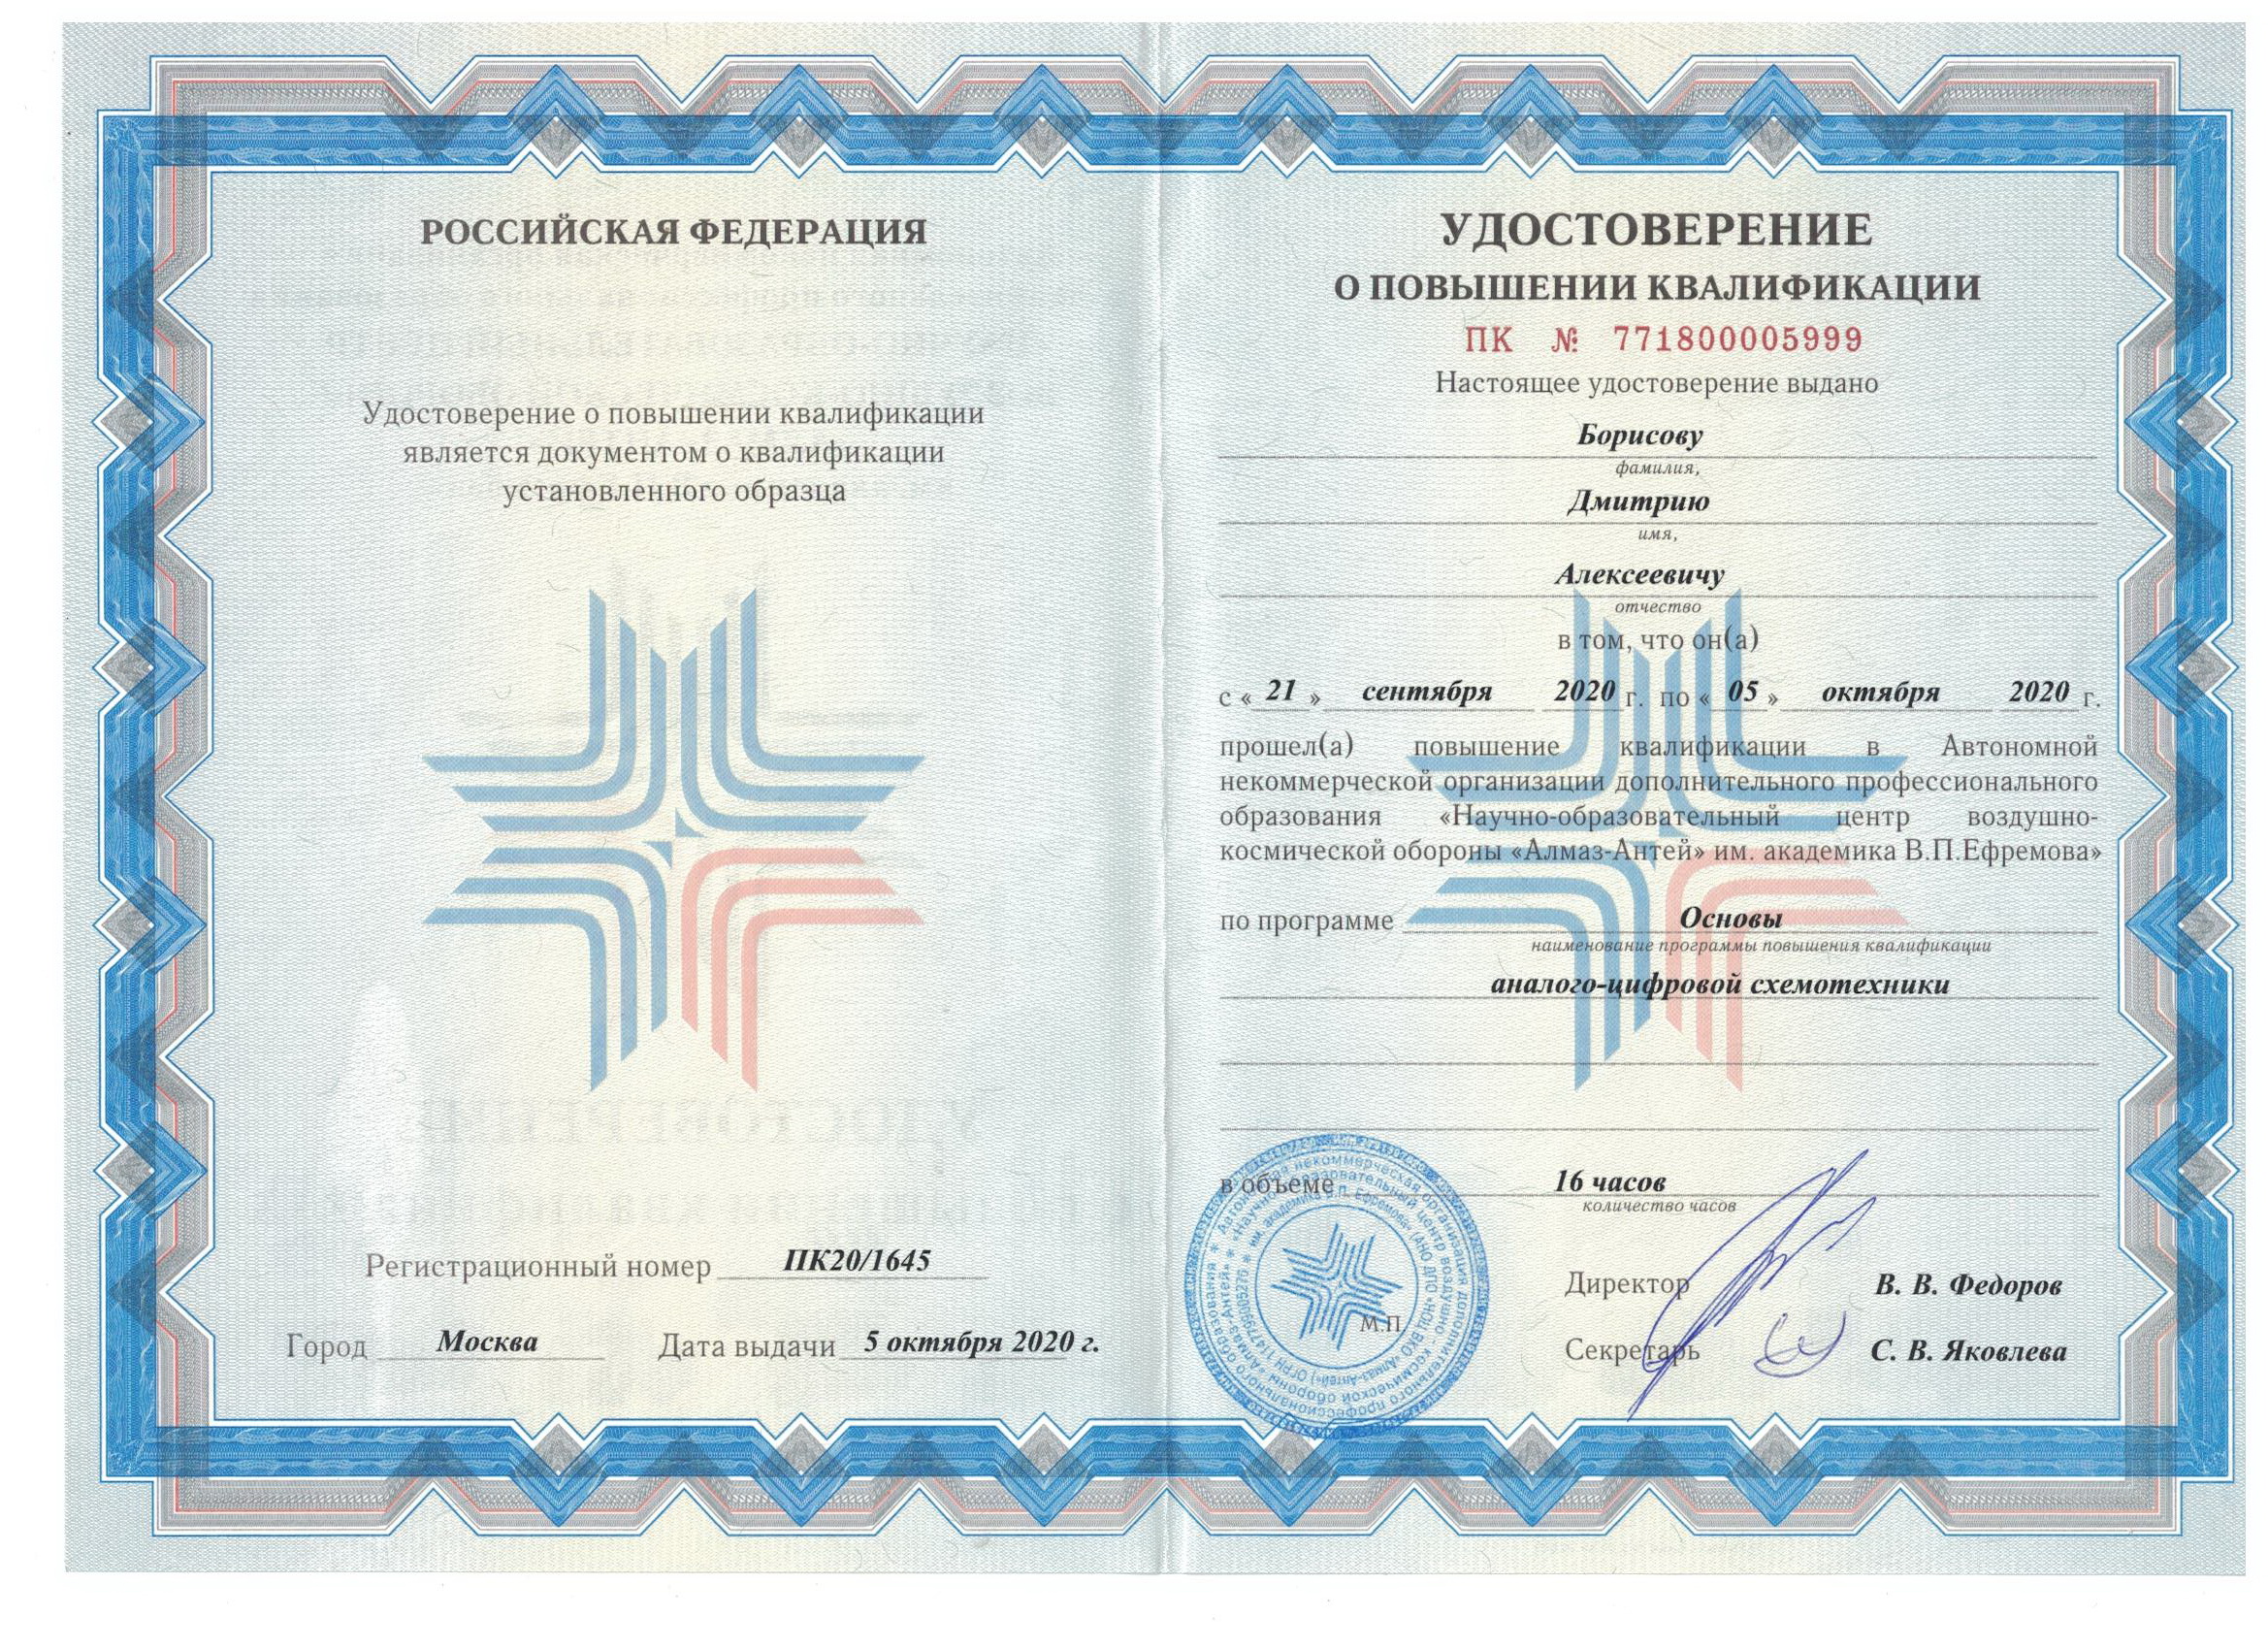 РОССИЙСКАЯ ФЕДЕРАЦИЯ
Удостоверение о повышении квалификации
является документом о квалификации
установленного образца
Регистрационный номер ПК20/1645
Город Москва Дата выдачи 5 октября 2020 г.
УДОСТОВЕРЕНИЕ
О ПОВЫШЕНИИ КВАЛИФИКАЦИИ
ПК № 771800005999
Настоящее удостоверение выдано
Борисову
фамилия,
Дмитрию
имя,
Алексеевичу
отчество
в том, что он(а)
с « 21 » сентября 2020 г. по « 05 » октября 2020 г.
прошел(а) повышение квалификации в Автономной
некоммерческой организации дополнительного профессионального
образования «Научно-образовательный центр воздушно-
космической обороны «Алмаз-Антей» им. академика В.П.Ефремова»
по программе Основы
наименование программы повышения квалификации
аналого-цифровой схемотехники
в объеме 16 часов
количество часов
Директор В. В. Федоров
М.П.
Секретарь С. В. Яковлева
Автономная некоммерческая организация дополнительного профессионального образования
«Научно-образовательный центр воздушно-космической обороны «Алмаз-Антей»
им. академика В.П. Ефремова» (АНО ДПО «НОЦ ВКО «Алмаз-Антей») ОГРН